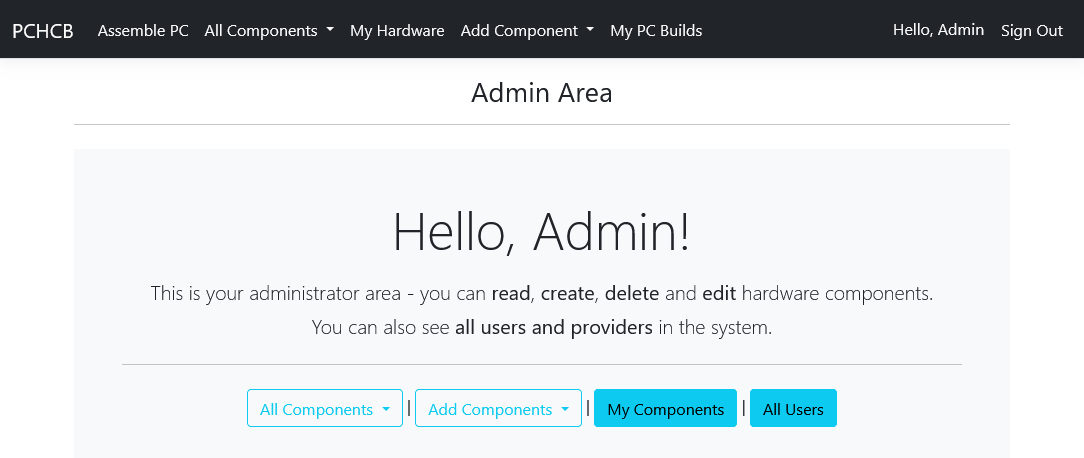 PCHCB Assemble PC All Components My Hardware Add Component My PC Builds Hello, Admin Sign Out
Admin Area
Hello, Admin!
This is your administrator area - you can read, create, delete and edit hardware components.
You can also see all users and providers in the system.
All Components | Add Components | My Components | All Users